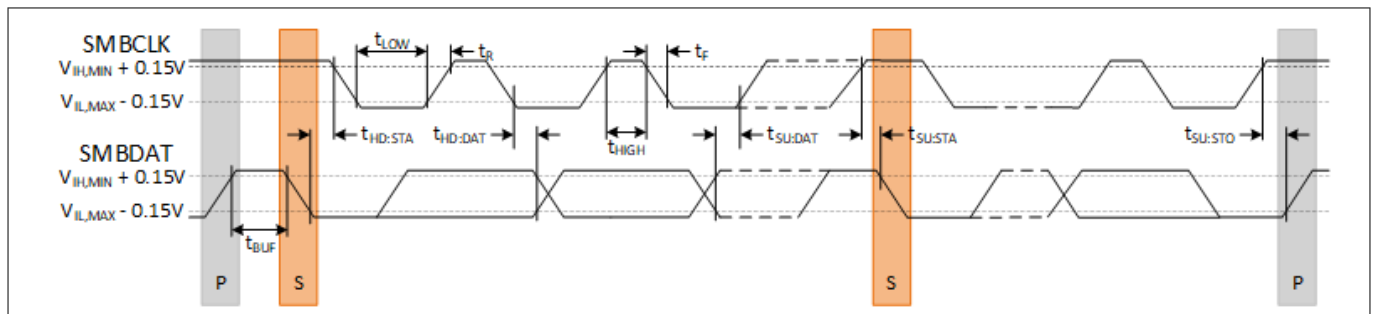 SMBCLK
tLOW
tR
tF
VIH,MIN + 0.15V
VIL,MAX - 0.15V
tHD:STA
tHD:DAT
tHIGH
tSU:DAT
tSU:STA
tSU:STO
SMBDAT
VIH,MIN + 0.15V
VIL,MAX - 0.15V
tBUF
P
S
S
P